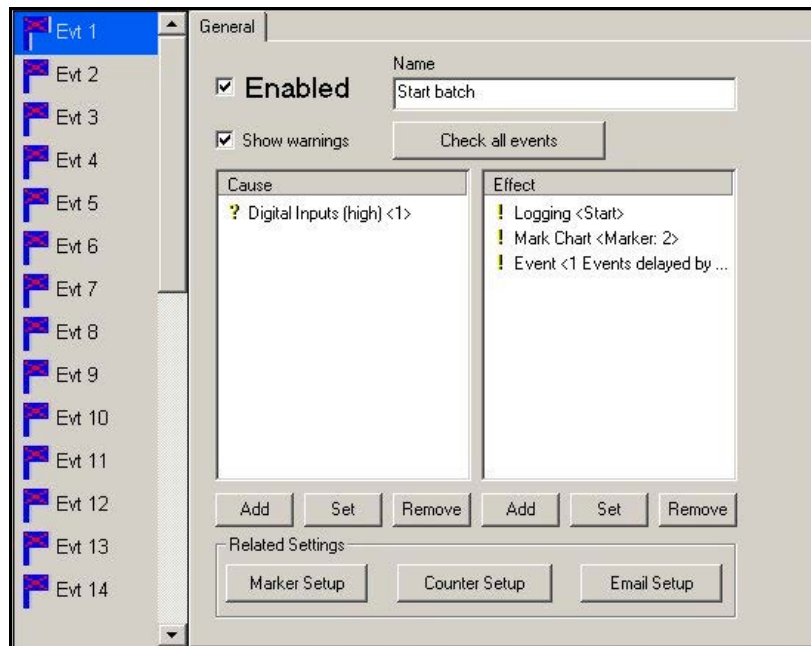 Evt 1
Evt 2
Evt 3
Evt 4
Evt 5
Evt 6
Evt 7
Evt 8
Evt 9
Evt 10
Evt 11
Evt 12
Evt 13
Evt 14
General
Enabled
Name
Start batch
Show warnings
Check all events
Cause
? Digital Inputs (high) <1>
Effect
! Logging <Start>
! Mark Chart <Marker: 2>
! Event <1 Events delayed by ...
Add Set Remove Add Set Remove
Related Settings
Marker Setup Counter Setup Email Setup